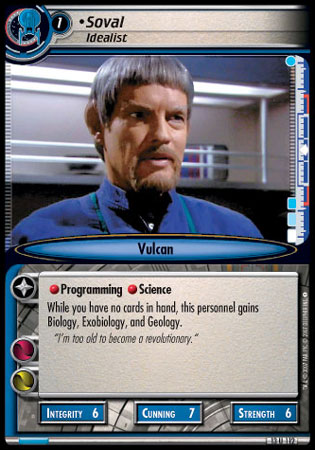 1 •Soval
Idealist
Vulcan
Programming Science
While you have no cards in hand, this personnel gains
Biology, Exobiology, and Geology.
"I'm too old to become a revolutionary."
INTEGRITY 6 CUNNING 7 STRENGTH 6